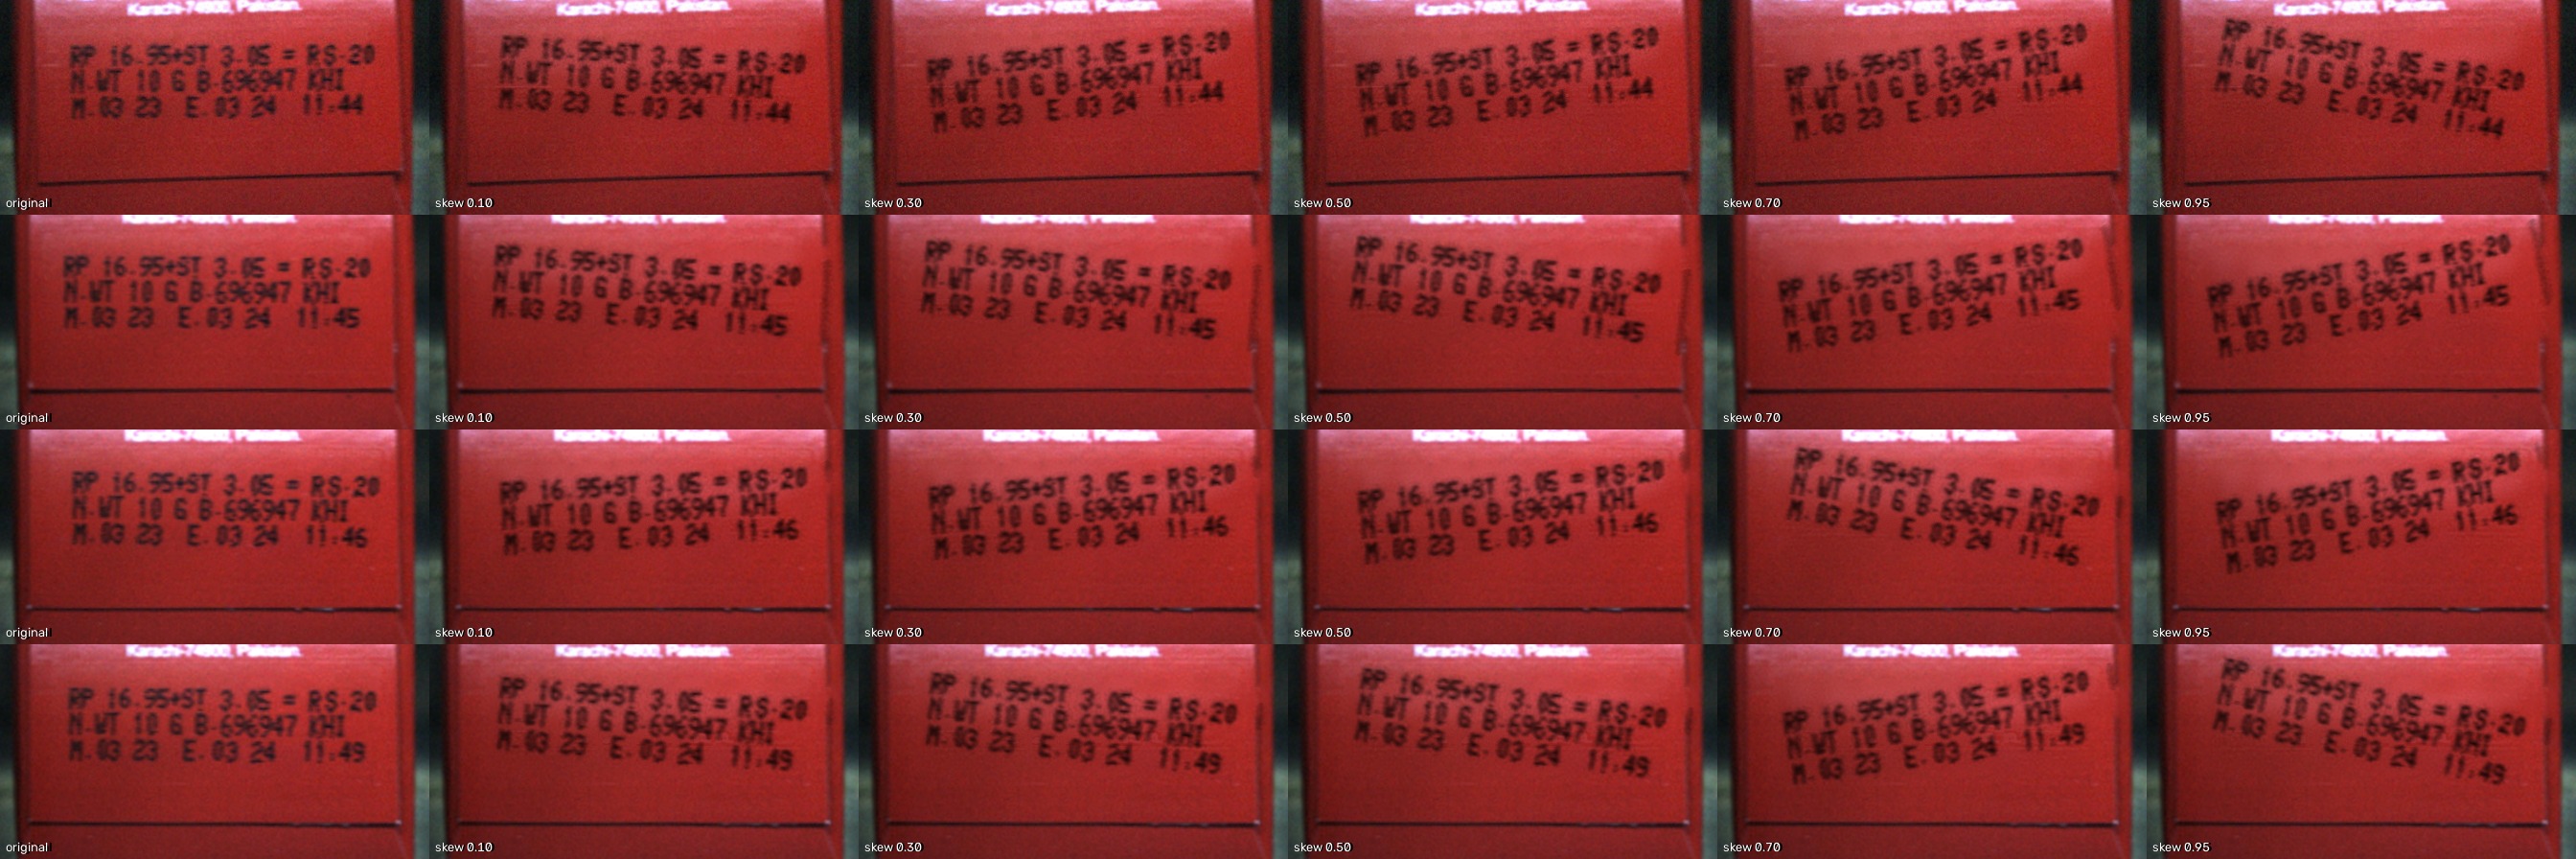 Karachi-74900, Pakistan.
RP 16.95+ST 3.05 = RS-20
N-WT 10 G B-696947 KHI
M.03 23 E.03 24 11:44
original
Karachi-74900, Pakistan.
RP 16.95+ST 3.05 = RS-20
N-WT 10 G B-696947 KHI
M.03 23 E.03 24 11:44
skew 0.10
Karachi-74900, Pakistan.
RP 16.95+ST 3.05 = RS-20
N-WT 10 G B-696947 KHI
M.03 23 E.03 24 11:44
skew 0.30
Karachi-74900, Pakistan.
RP 16.95+ST 3.05 = RS-20
N-WT 10 G B-696947 KHI
M.03 23 E.03 24 11:44
skew 0.50
Karachi-74900, Pakistan.
RP 16.95+ST 3.05 = RS-20
N-WT 10 G B-696947 KHI
M.03 23 E.03 24 11:44
skew 0.70
Karachi-74900, Pakistan.
RP 16.95+ST 3.05 = RS-20
N-WT 10 G B-696947 KHI
M.03 23 E.03 24 11:44
skew 0.95
RP 16.95+ST 3.05 = RS-20
N-WT 10 G B-696947 KHI
M.03 23 E.03 24 11:45
original
RP 16.95+ST 3.05 = RS-20
N-WT 10 G B-696947 KHI
M.03 23 E.03 24 11:45
skew 0.10
RP 16.95+ST 3.05 = RS-20
N-WT 10 G B-696947 KHI
M.03 23 E.03 24 11:45
skew 0.30
RP 16.95+ST 3.05 = RS-20
N-WT 10 G B-696947 KHI
M.03 23 E.03 24 11:45
skew 0.50
RP 16.95+ST 3.05 = RS-20
N-WT 10 G B-696947 KHI
M.03 23 E.03 24 11:45
skew 0.70
RP 16.95+ST 3.05 = RS-20
N-WT 10 G B-696947 KHI
M.03 23 E.03 24 11:45
skew 0.95
Karachi-74900, Pakistan.
RP 16.95+ST 3.05 = RS-20
N-WT 10 G B-696947 KHI
M.03 23 E.03 24 11:46
original
Karachi-74900, Pakistan.
RP 16.95+ST 3.05 = RS-20
N-WT 10 G B-696947 KHI
M.03 23 E.03 24 11:46
skew 0.10
Karachi-74900, Pakistan.
RP 16.95+ST 3.05 = RS-20
N-WT 10 G B-696947 KHI
M.03 23 E.03 24 11:46
skew 0.30
Karachi-74900, Pakistan.
RP 16.95+ST 3.05 = RS-20
N-WT 10 G B-696947 KHI
M.03 23 E.03 24 11:46
skew 0.50
Karachi-74900, Pakistan.
RP 16.95+ST 3.05 = RS-20
N-WT 10 G B-696947 KHI
M.03 23 E.03 24 11:46
skew 0.70
Karachi-74900, Pakistan.
RP 16.95+ST 3.05 = RS-20
N-WT 10 G B-696947 KHI
M.03 23 E.03 24 11:46
skew 0.95
Karachi-74900, Pakistan.
RP 16.95+ST 3.05 = RS-20
N-WT 10 G B-696947 KHI
M.03 23 E.03 24 11:49
original
Karachi-74900, Pakistan.
RP 16.95+ST 3.05 = RS-20
N-WT 10 G B-696947 KHI
M.03 23 E.03 24 11:49
skew 0.10
Karachi-74900, Pakistan.
RP 16.95+ST 3.05 = RS-20
N-WT 10 G B-696947 KHI
M.03 23 E.03 24 11:49
skew 0.30
Karachi-74900, Pakistan.
RP 16.95+ST 3.05 = RS-20
N-WT 10 G B-696947 KHI
M.03 23 E.03 24 11:49
skew 0.50
Karachi-74900, Pakistan.
RP 16.95+ST 3.05 = RS-20
N-WT 10 G B-696947 KHI
M.03 23 E.03 24 11:49
skew 0.70
Karachi-74900, Pakistan.
RP 16.95+ST 3.05 = RS-20
N-WT 10 G B-696947 KHI
M.03 23 E.03 24 11:49
skew 0.95